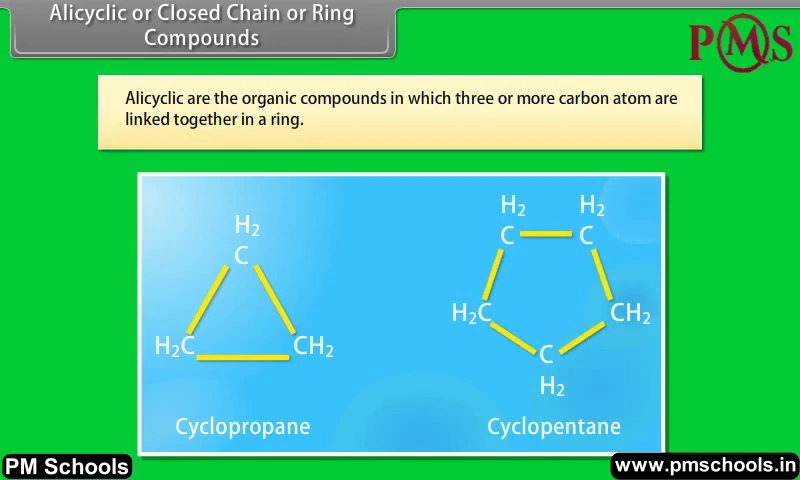 Alicyclic or Closed Chain or Ring
Compounds
PMS
Alicyclic are the organic compounds in which three or more carbon atom are
linked together in a ring.
H2
C
H2C
CH2
Cyclopropane
H2
H2
C
C
H2C
CH2
C
H2
Cyclopentane
PM Schools
www.pmschools.in